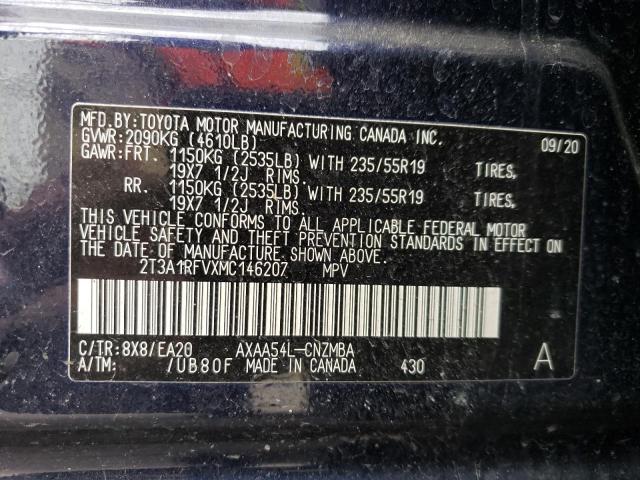 MFD.BY:TOYOTA MOTOR MANUFACTURING CANADA INC.
GVWR:2090KG (4610LB) 09/20
GAWR:FRT. 1150KG (2535LB) WITH 235/55R19 TIRES,
19X7 1/2J RIMS.
RR. 1150KG (2535LB) WITH 235/55R19 TIRES,
19X7 1/2J RIMS.
THIS VEHICLE CONFORMS TO ALL APPLICABLE FEDERAL MOTOR
VEHICLE SAFETY AND THEFT PREVENTION STANDARDS IN EFFECT ON
THE DATE OF MANUFACTURE SHOWN ABOVE.
2T3A1RFVXMC146207 MPV
C/TR:8X8/EA20 AXAA54L-CNZMBA A
A/TM: /UB80F MADE IN CANADA 430